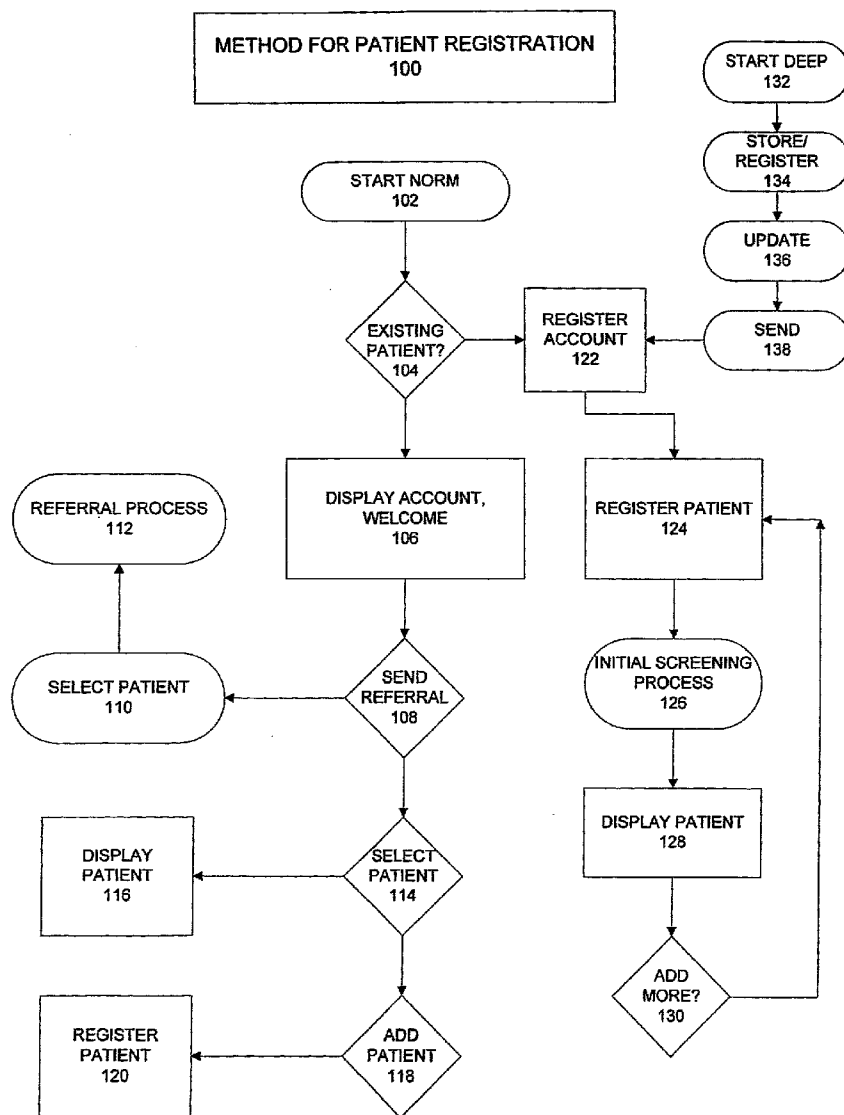 METHOD FOR PATIENT REGISTRATION
100
START DEEP
132
STORE/
REGISTER
134
START NORM
102
UPDATE
136
EXISTING
PATIENT?
104
REGISTER
ACCOUNT
122
SEND
138
REFERRAL PROCESS
112
DISPLAY ACCOUNT,
WELCOME
106
REGISTER PATIENT
124
SELECT PATIENT
110
SEND
REFERRAL
108
INITIAL SCREENING
PROCESS
126
DISPLAY
PATIENT
116
SELECT
PATIENT
114
DISPLAY PATIENT
128
REGISTER
PATIENT
120
ADD
PATIENT
118
ADD
MORE?
130